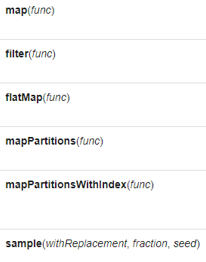 map(func)
filter(func)
flatMap(func)
mapPartitions(func)
mapPartitionsWithIndex(func)
sample(withReplacement, fraction, seed)